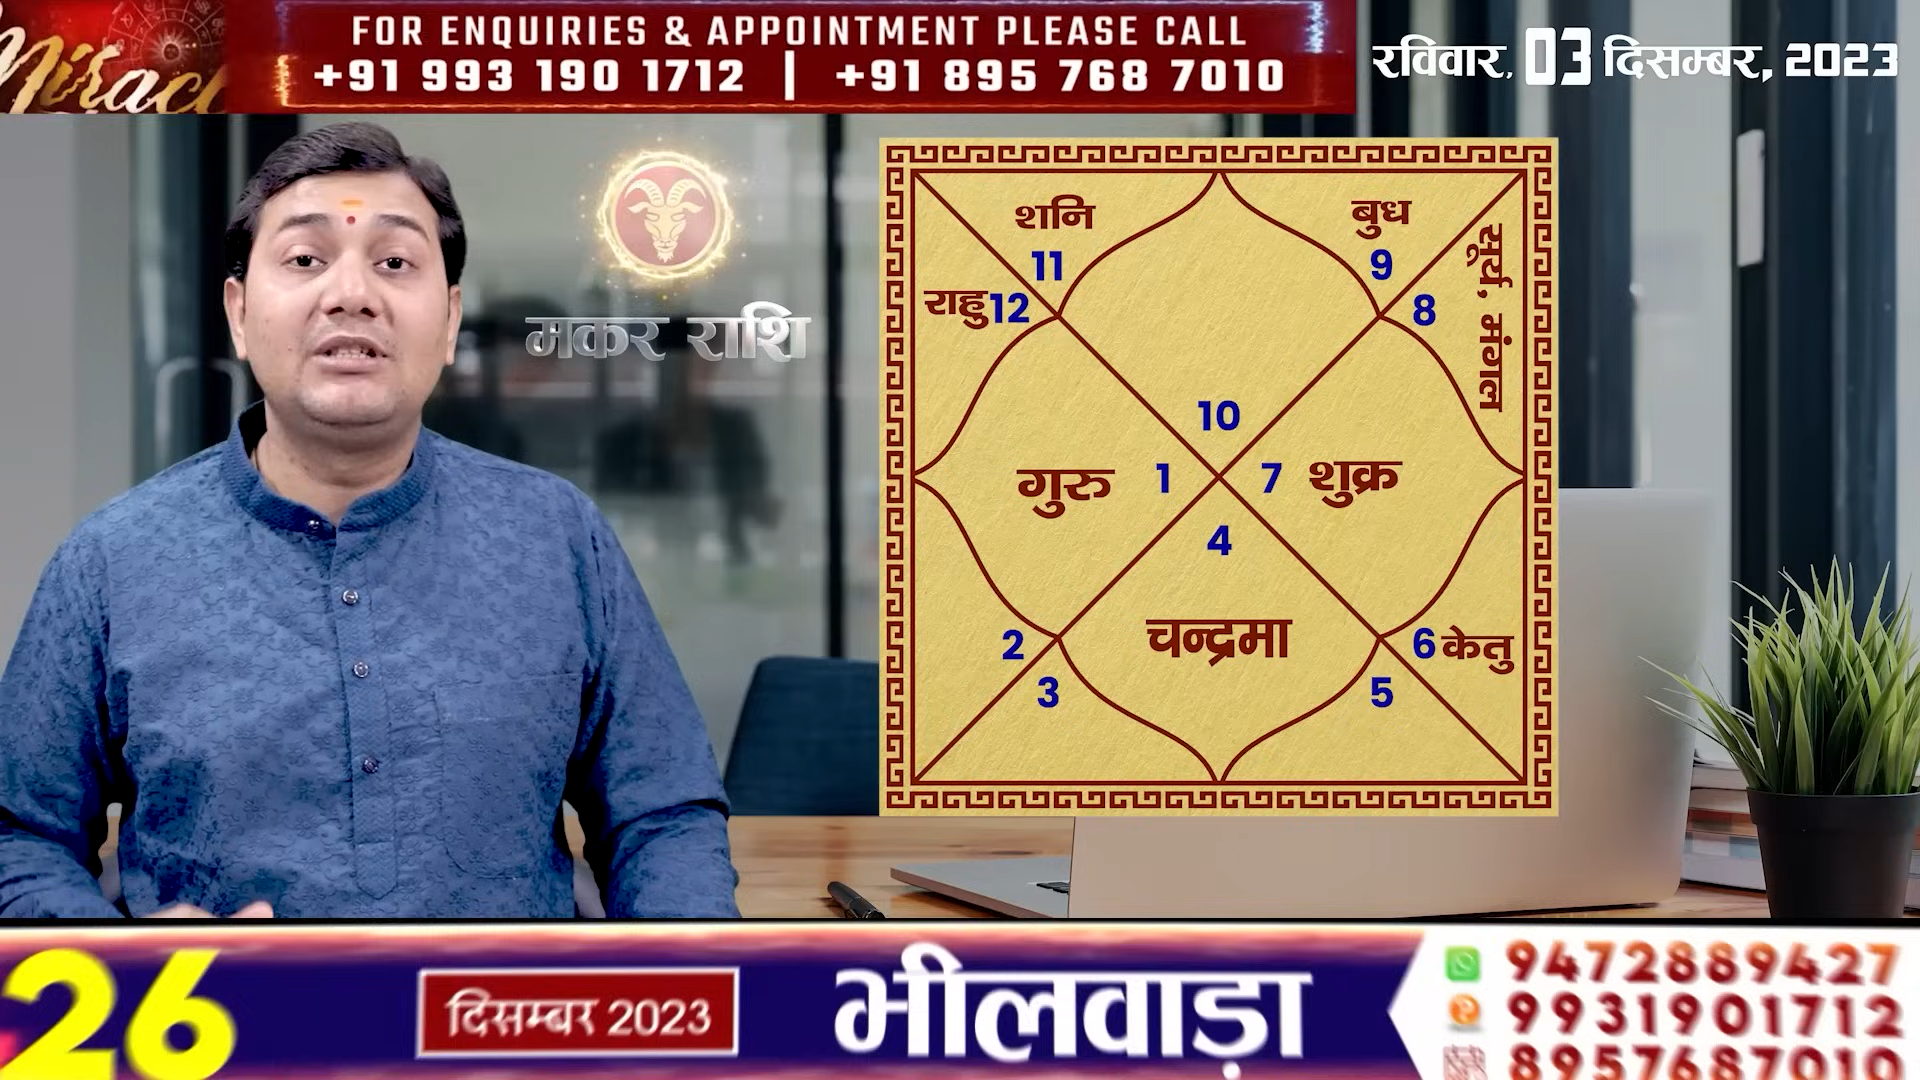 FOR ENQUIRIES & APPOINTMENT PLEASE CALL
+91 993 190 1712 | +91 895 768 7010
रविवार, 03 दिसम्बर, 2023
मकर राशि
शनि
बुध
11
9
राहु 12
8
सूर्य, मंगल
10
गुरु 1
7 शुक्र
4
चन्द्रमा
2
6 केतु
3
5
26
दिसम्बर 2023
भीलवाड़ा
9472889427
9931901712
8957687010